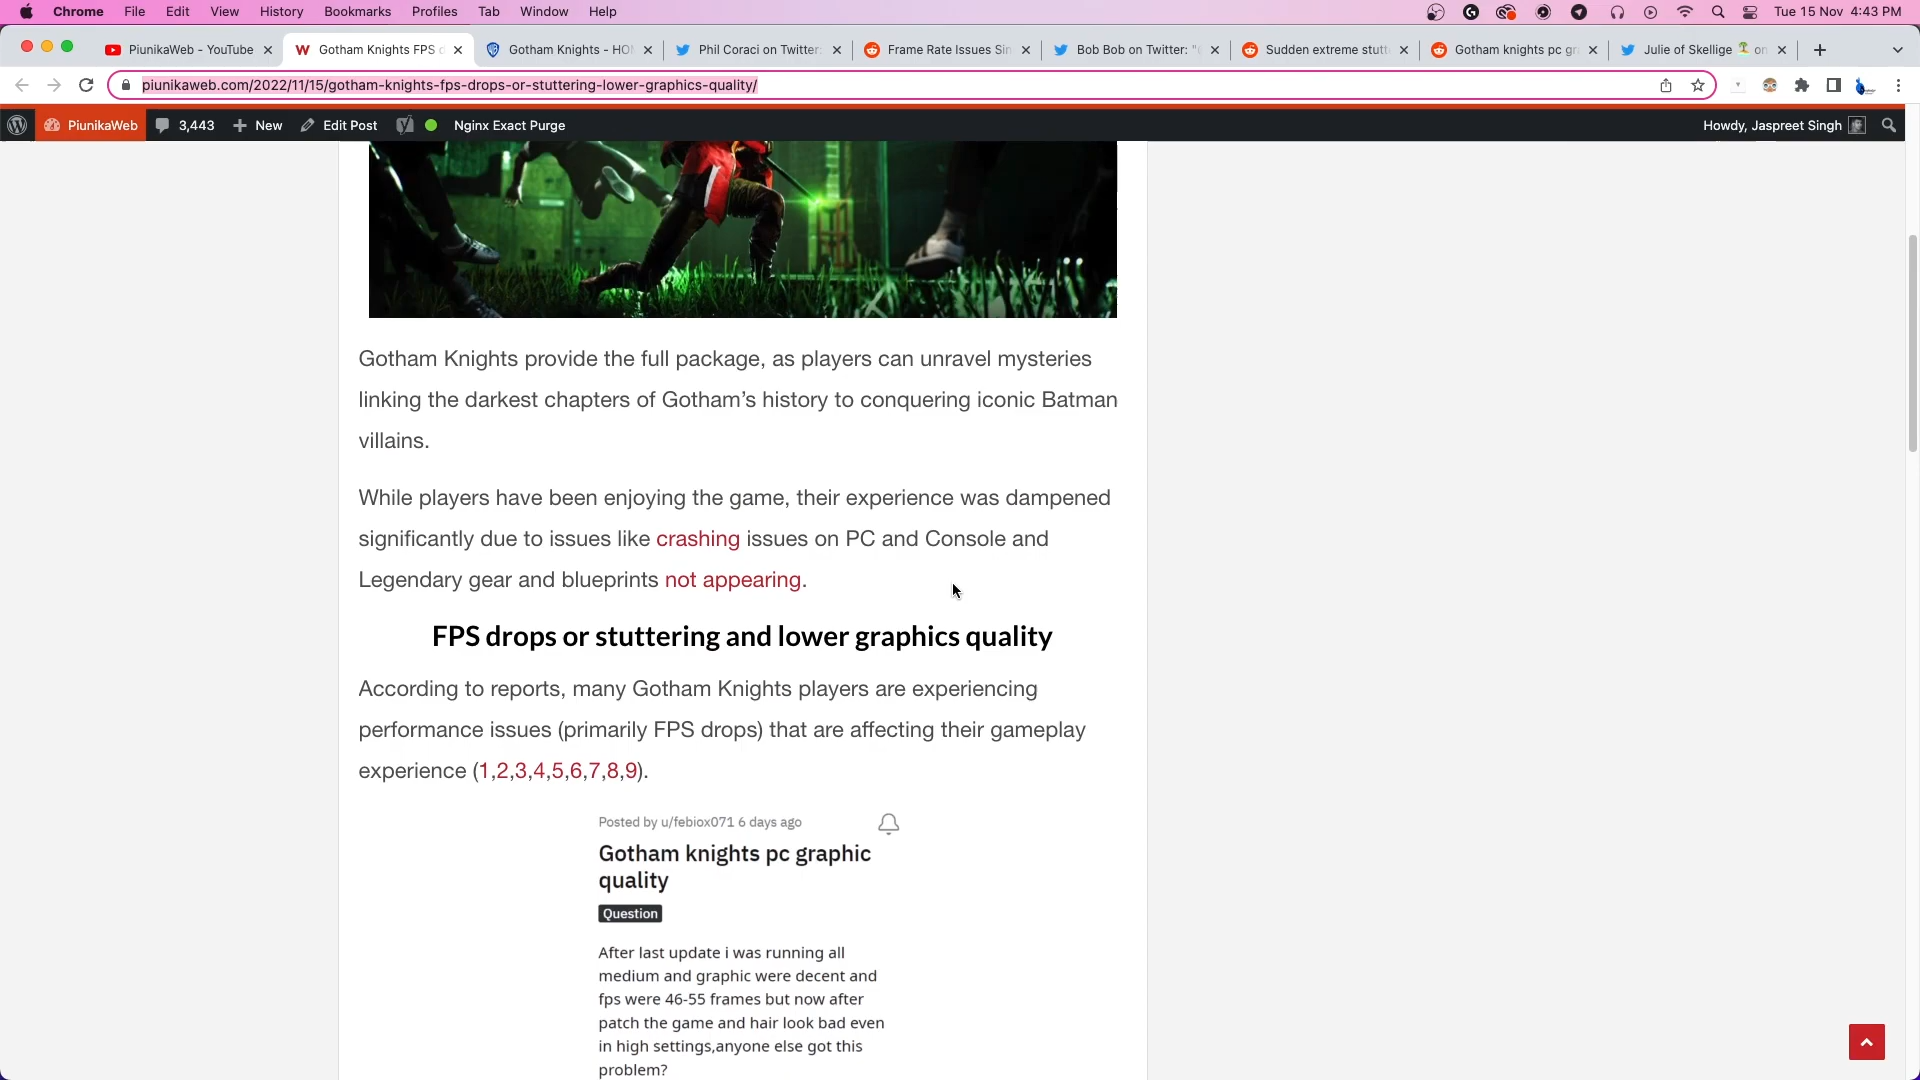 Chrome File Edit View History Bookmarks Profiles Tab Window Help Tue 15 Nov 4:43 PM
PiunikaWeb - YouTube Gotham Knights FPS d Gotham Knights - HO Phil Coraci on Twitter: Frame Rate Issues Sin Bob Bob on Twitter: "@ Sudden extreme stutt Gotham knights pc gr Julie of Skellige on
piunikaweb.com/2022/11/15/gotham-knights-fps-drops-or-stuttering-lower-graphics-quality/
PiunikaWeb 3,443 New Edit Post Nginx Exact Purge Howdy, Jaspreet Singh
Gotham Knights provide the full package, as players can unravel mysteries
linking the darkest chapters of Gotham’s history to conquering iconic Batman
villains.
While players have been enjoying the game, their experience was dampened
significantly due to issues like crashing issues on PC and Console and
Legendary gear and blueprints not appearing.
FPS drops or stuttering and lower graphics quality
According to reports, many Gotham Knights players are experiencing
performance issues (primarily FPS drops) that are affecting their gameplay
experience (1,2,3,4,5,6,7,8,9).
Posted by u/febiox071 6 days ago
Gotham knights pc graphic
quality
Question
After last update i was running all
medium and graphic were decent and
fps were 46-55 frames but now after
patch the game and hair look bad even
in high settings,anyone else got this
problem?